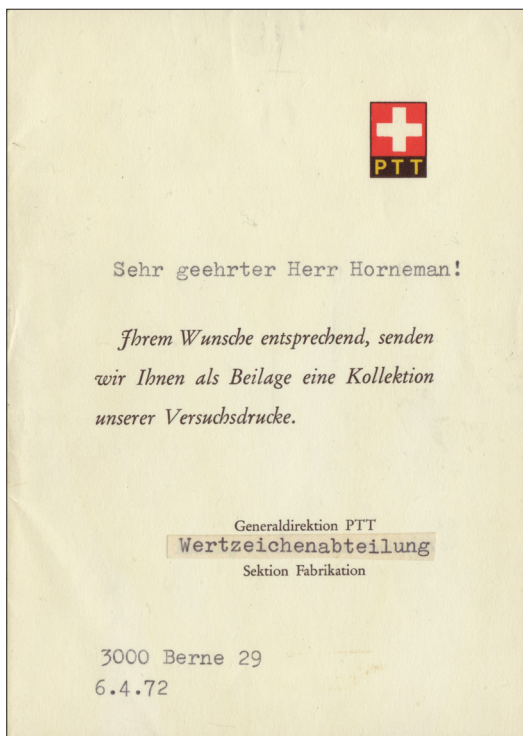 PTT
Sehr geehrter Herr Horneman!
Ihrem Wunsche entsprechend, senden
wir Ihnen als Beilage eine Kollektion
unserer Versuchsdrucke.
Generaldirektion PTT
Wertzeichenabteilung
Sektion Fabrikation
3000 Berne 29
6.4.72